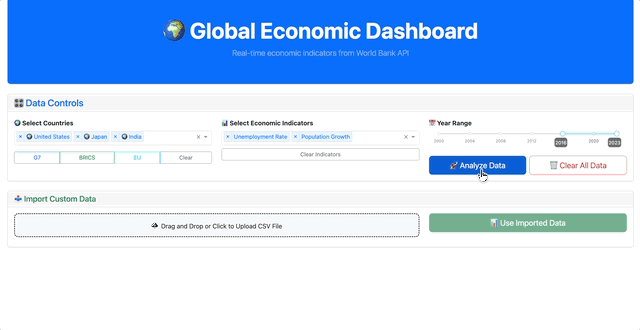 Global Economic Dashboard
Real-time economic indicators from World Bank API
Data Controls
Select Countries
× United States × Japan × India
G7 BRICS EU Clear
Select Economic Indicators
× Unemployment Rate × Population Growth
Clear Indicators
Year Range
2000 2004 2008 2012 2016 2020 2023
Analyze Data
Clear All Data
Import Custom Data
Drag and Drop or Click to Upload CSV File
Use Imported Data